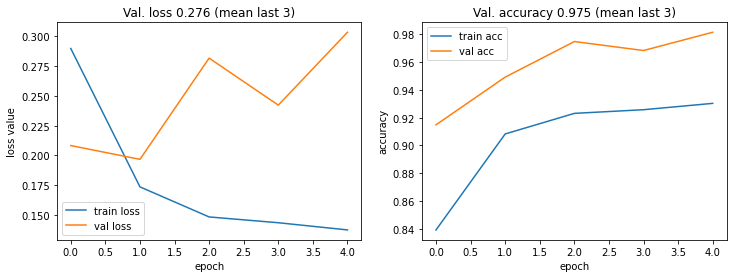 Val. loss 0.276 (mean last 3)
loss value
0.300
0.275
0.250
0.225
0.200
0.175
0.150
train loss
val loss
0.0 0.5 1.0 1.5 2.0 2.5 3.0 3.5 4.0
epoch
Val. accuracy 0.975 (mean last 3)
accuracy
0.98
0.96
0.94
0.92
0.90
0.88
0.86
0.84
train acc
val acc
0.0 0.5 1.0 1.5 2.0 2.5 3.0 3.5 4.0
epoch